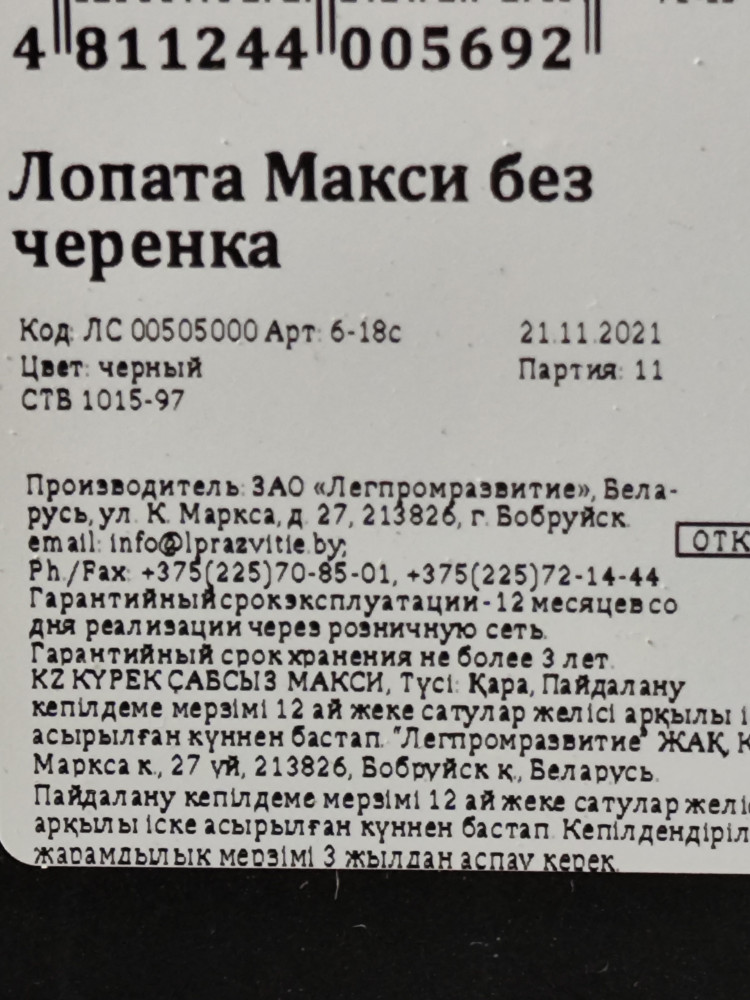 4 811244 005692
Лопата Макси без
черенка
Код: ЛС 00505000 Арт: 6-18с 21.11.2021
Цвет: черный Партия: 11
СТБ 1015-97
Производитель: ЗАО «Легпромразвитие», Бела-
русь, ул. К. Маркса, д. 27, 213826, г. Бобруйск.
email: info@lprazvitie.by;
ОТК
Ph./Fax: +375(225)70-85-01, +375(225)72-14-44.
Гарантийный срок эксплуатации - 12 месяцев со
дня реализации через розничную сеть.
Гарантийный срок хранения не более 3 лет.
KZ КҮРЕК САБСЫЗ МАКСИ, Түсі: Қара, Пайдалану
кепілдеме мерзімі 12 ай жеке сатулар желісі арқылы і
асырылған күннен бастап. "Легпромразвитие" ЖАҚ, К
Маркса к., 27 үй, 213826, Бобруйск қ., Беларусь.
Пайдалану кепілдеме мерзімі 12 ай жеке сатулар желіс
арқылы іске асырылған күннен бастап. Кепілдендіріл
жарамдылық мерзімі 3 жылдан аспау керек.